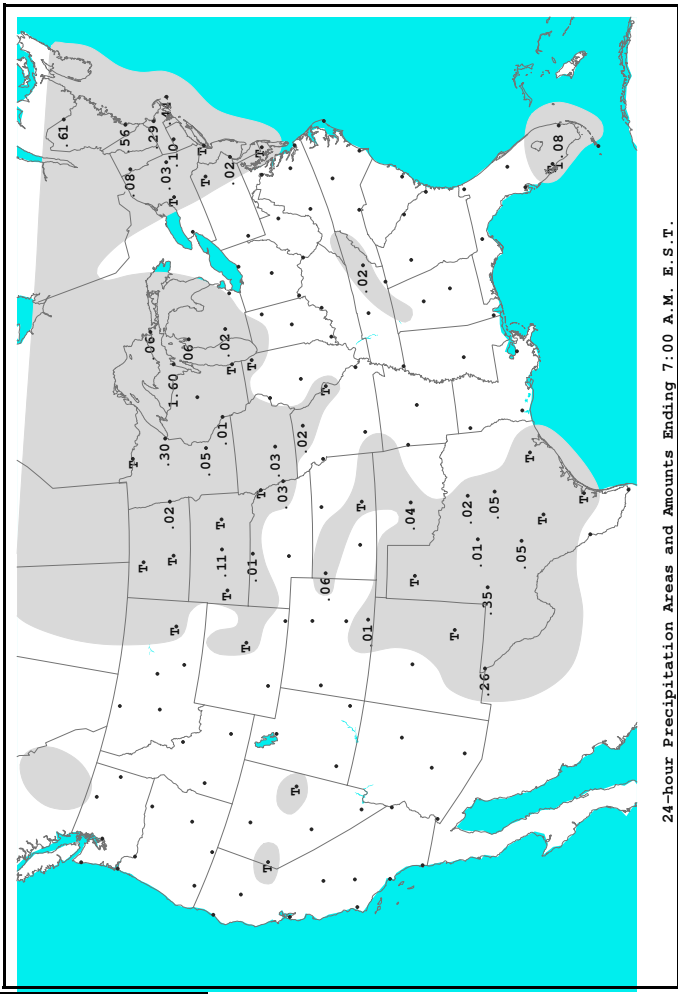 .61
.56
.08
.29
T
T
.06
.30
.03
.02
T
1.60
.10
T
T
.06
T
.05
T
T
.11
.01
.02
T
.02
T
T
T
.01
T
T
T
.03
.03
T
.02
.06
T
T
.02
.01
.04
T
T
.02
.01
.26
.35
.05
.05
T
T
T
1.08
T
24-hour Precipitation Areas and Amounts Ending 7:00 A.M. E.S.T.